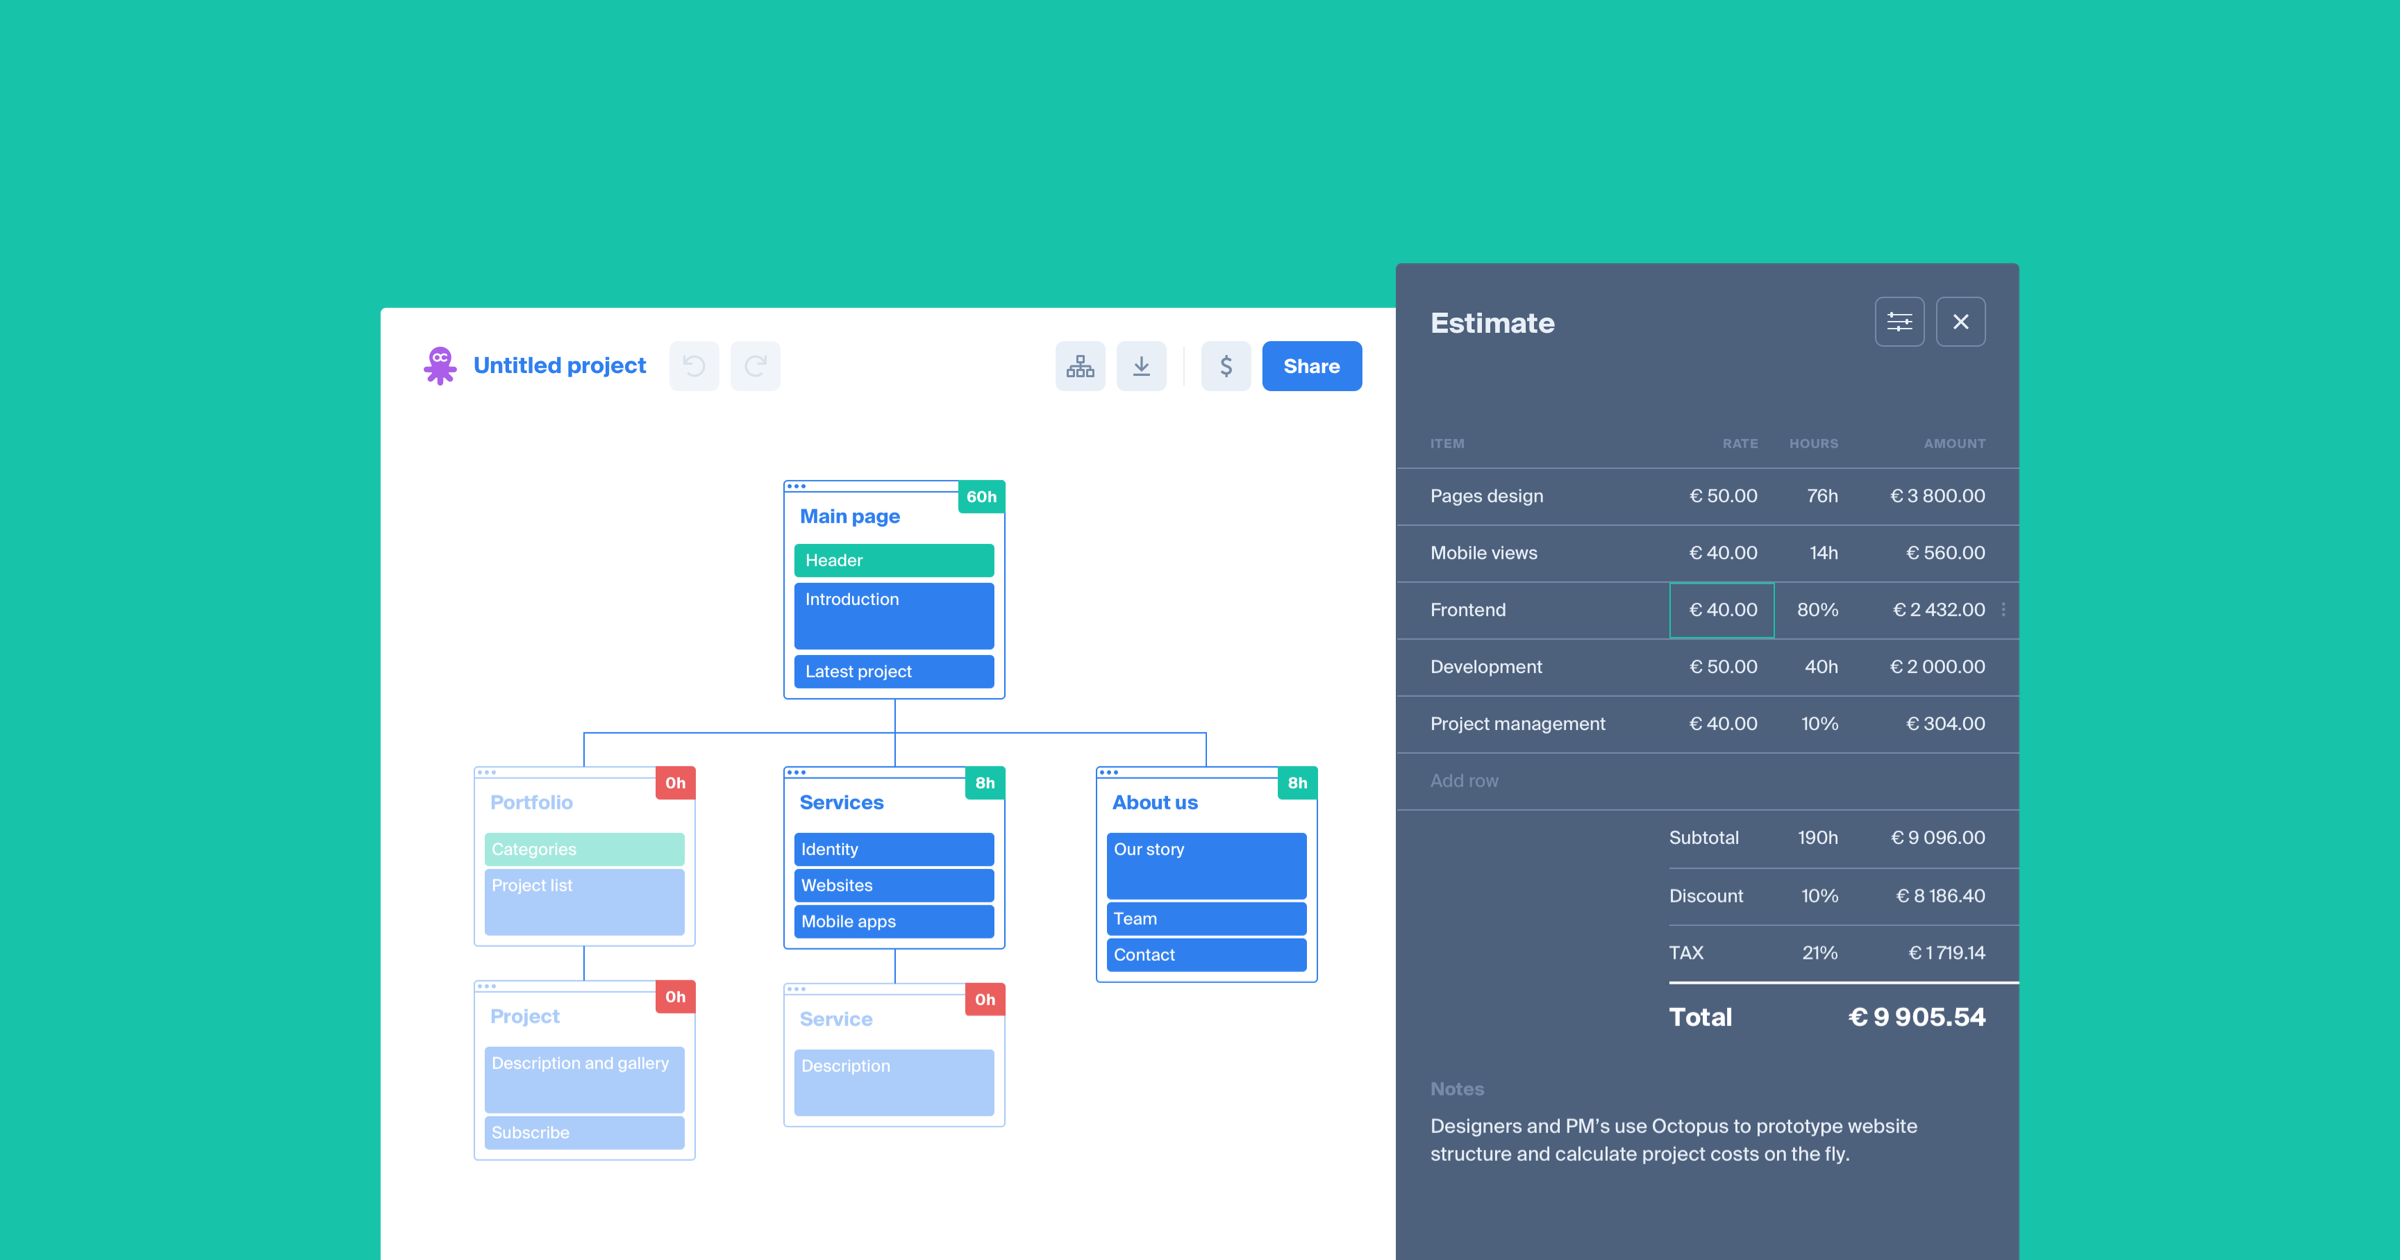 Untitled project
$
Share
60h
Main page
Header
Introduction
Latest project
0h
Portfolio
Categories
Project list
8h
Services
Identity
Websites
Mobile apps
8h
About us
Our story
Team
Contact
0h
Project
Description and gallery
Subscribe
0h
Service
Description
Estimate
ITEM RATE HOURS AMOUNT
Pages design € 50.00 76h € 3 800.00
Mobile views € 40.00 14h € 560.00
Frontend € 40.00 80% € 2 432.00
Development € 50.00 40h € 2 000.00
Project management € 40.00 10% € 304.00
Add row
Subtotal 190h € 9 096.00
Discount 10% € 8 186.40
TAX 21% € 1 719.14
Total € 9 905.54
Notes
Designers and PM’s use Octopus to prototype website
structure and calculate project costs on the fly.